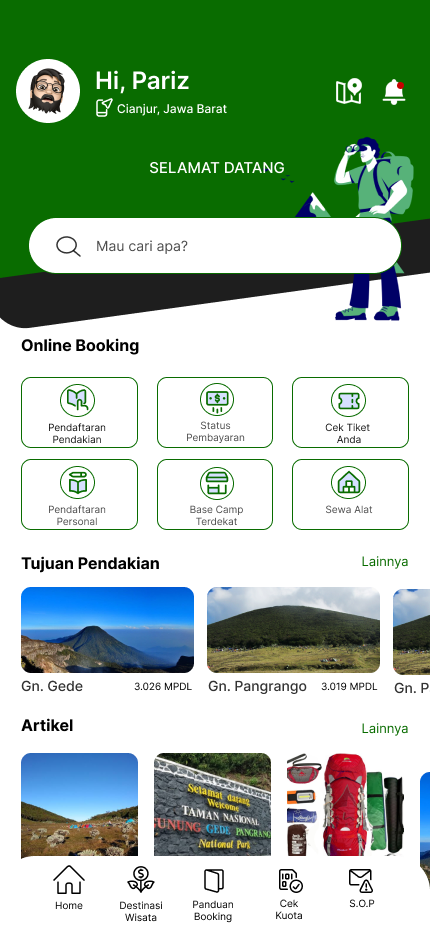 Hi, Pariz
Cianjur, Jawa Barat
SELAMAT DATANG
Mau cari apa?
Online Booking
Pendaftaran
Pendakian
Status
Pembayaran
Cek Tiket
Anda
Pendaftaran
Personal
Base Camp
Terdekat
Sewa Alat
Tujuan Pendakian
Lainnya
Gn. Gede
3.026 MPDL
Gn. Pangrango
3.019 MPDL
Gn. P
Artikel
Lainnya
Selamat datang
Welcome
TAMAN NASIONAL
GUNUNG GEDE PANGRANGO
National Park
Home
Destinasi
Wisata
Panduan
Booking
Cek
Kuota
S.O.P